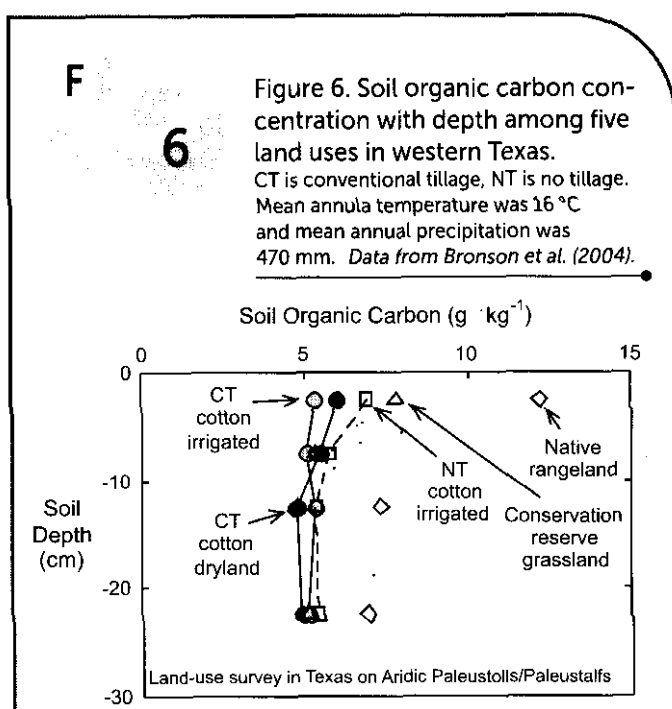 F
6
Figure 6. Soil organic carbon con-
centration with depth among five
land uses in western Texas.
CT is conventional tillage, NT is no tillage.
Mean annula temperature was 16 °C
and mean annual precipitation was
470 mm. Data from Bronson et al. (2004).
Soil Organic Carbon (g kg⁻¹)
0 5 10 15
0
CT
cotton
irrigated
Native
rangeland
-10
NT
cotton
irrigated
Soil
Depth
(cm)
CT
cotton
dryland
Conservation
reserve
grassland
-20
Land-use survey in Texas on Aridic Paleustolls/Paleustalfs
-30